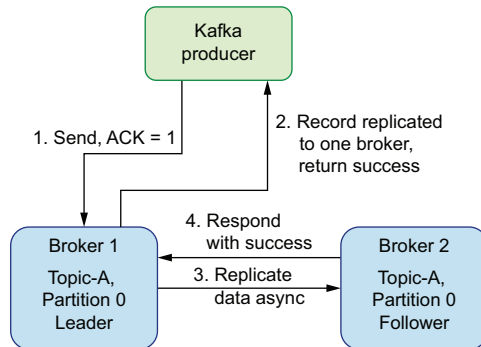 Kafka
producer
1. Send, ACK = 1
2. Record replicated
to one broker,
return success
Broker 1
Topic-A,
Partition 0
Leader
4. Respond
with success
3. Replicate
data async
Broker 2
Topic-A,
Partition 0
Follower